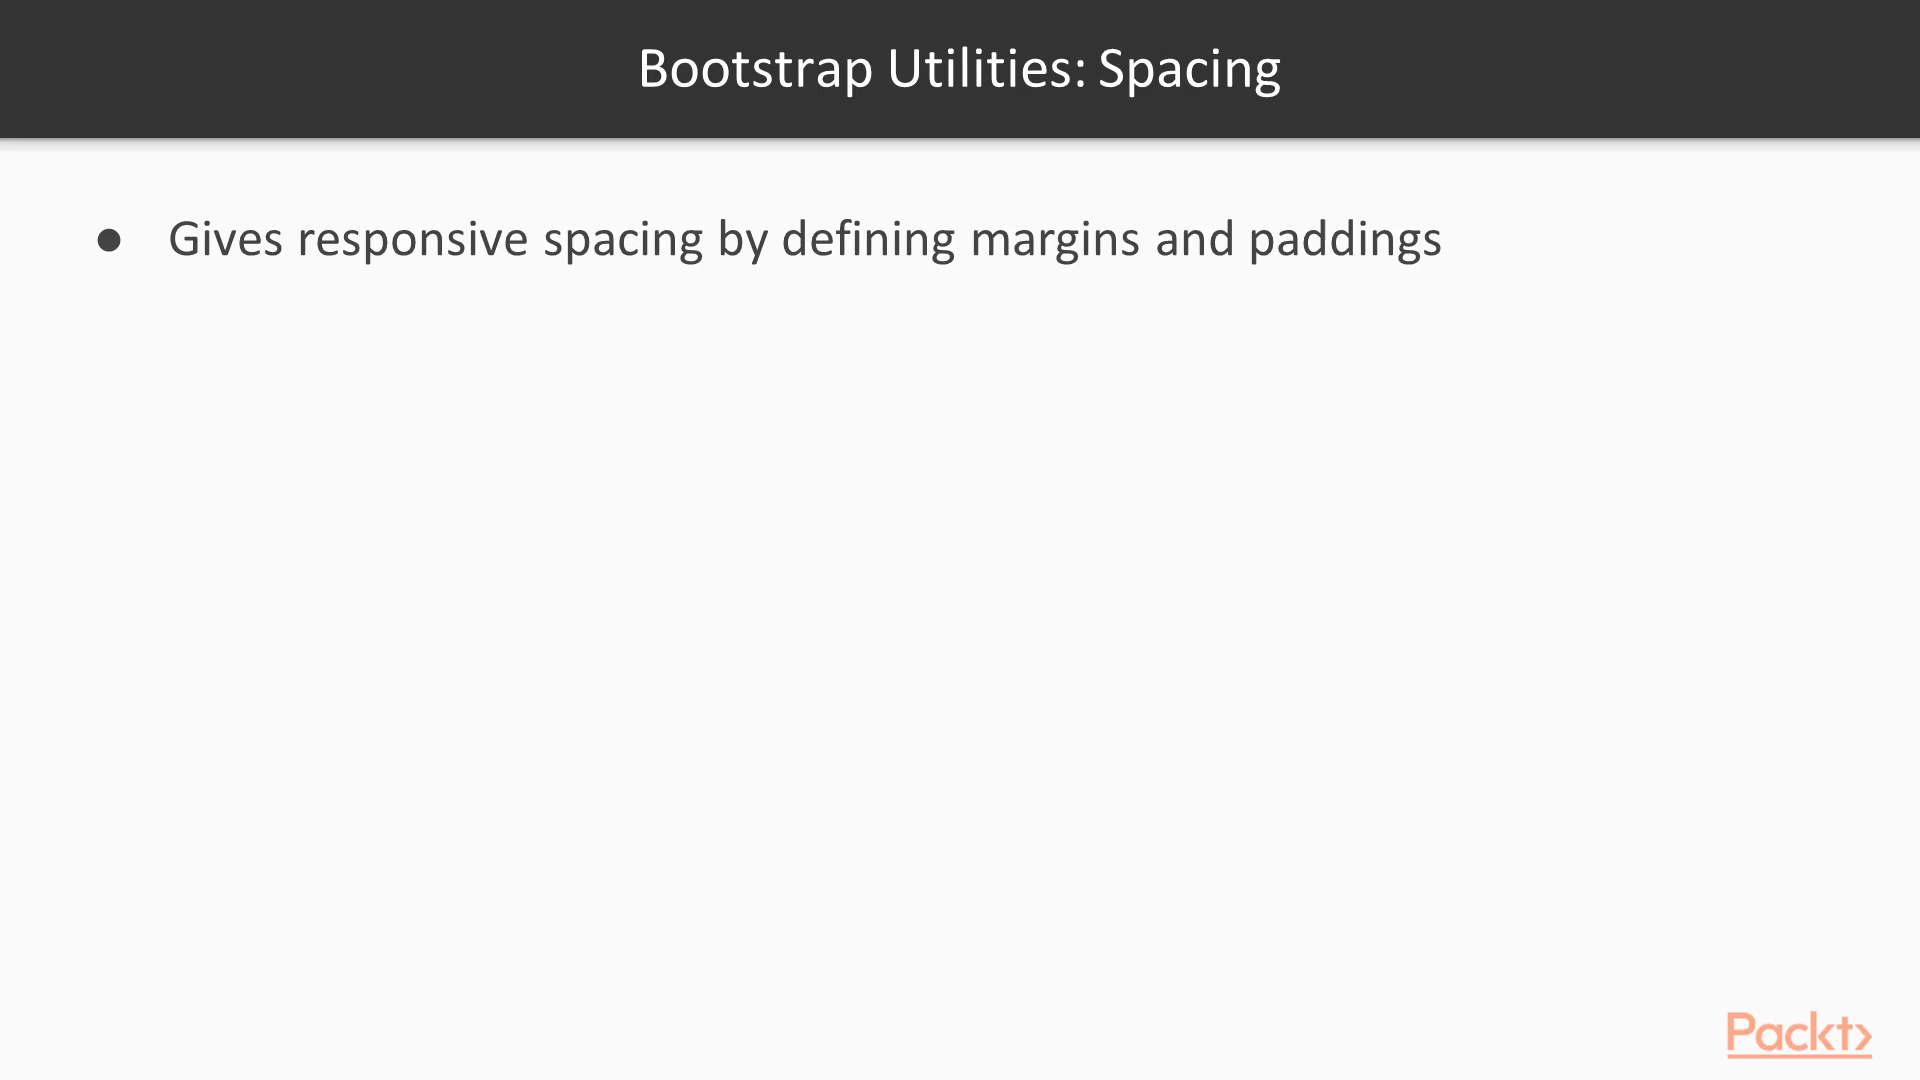 Bootstrap Utilities: Spacing
● Gives responsive spacing by defining margins and paddings
Packt>